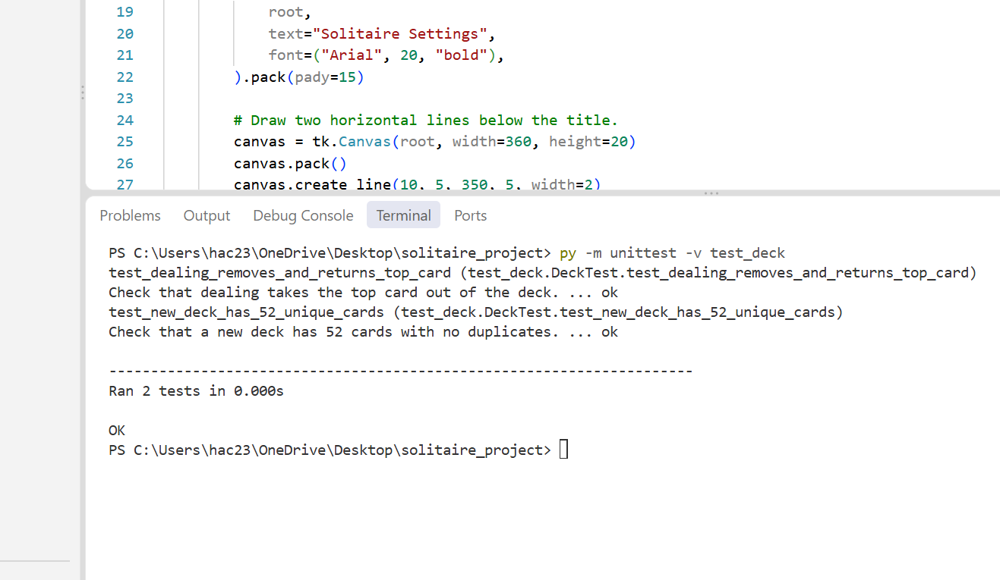 19 root,
20 text="Solitaire Settings",
21 font=("Arial", 20, "bold"),
22 ).pack(pady=15)
23
24 # Draw two horizontal lines below the title.
25 canvas = tk.Canvas(root, width=360, height=20)
26 canvas.pack()
27 canvas.create_line(10, 5, 350, 5, width=2)
Problems Output Debug Console Terminal Ports
PS C:\Users\hac23\OneDrive\Desktop\solitaire_project> py -m unittest -v test_deck
test_dealing_removes_and_returns_top_card (test_deck.DeckTest.test_dealing_removes_and_returns_top_card)
Check that dealing takes the top card out of the deck. ... ok
test_new_deck_has_52_unique_cards (test_deck.DeckTest.test_new_deck_has_52_unique_cards)
Check that a new deck has 52 cards with no duplicates. ... ok
----------------------------------------------------------------------
Ran 2 tests in 0.000s
OK
PS C:\Users\hac23\OneDrive\Desktop\solitaire_project>